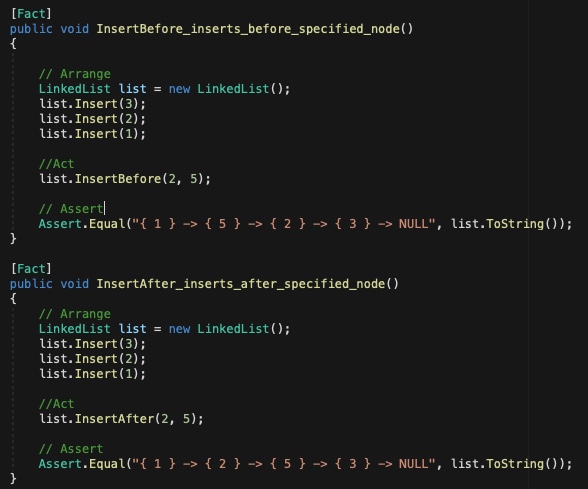 [Fact]
public void InsertBefore_inserts_before_specified_node()
{
// Arrange
LinkedList list = new LinkedList();
list.Insert(3);
list.Insert(2);
list.Insert(1);
//Act
list.InsertBefore(2, 5);
// Assert
Assert.Equal("{ 1 } -> { 5 } -> { 2 } -> { 3 } -> NULL", list.ToString());
}
[Fact]
public void InsertAfter_inserts_after_specified_node()
{
// Arrange
LinkedList list = new LinkedList();
list.Insert(3);
list.Insert(2);
list.Insert(1);
//Act
list.InsertAfter(2, 5);
// Assert
Assert.Equal("{ 1 } -> { 2 } -> { 5 } -> { 3 } -> NULL", list.ToString());
}